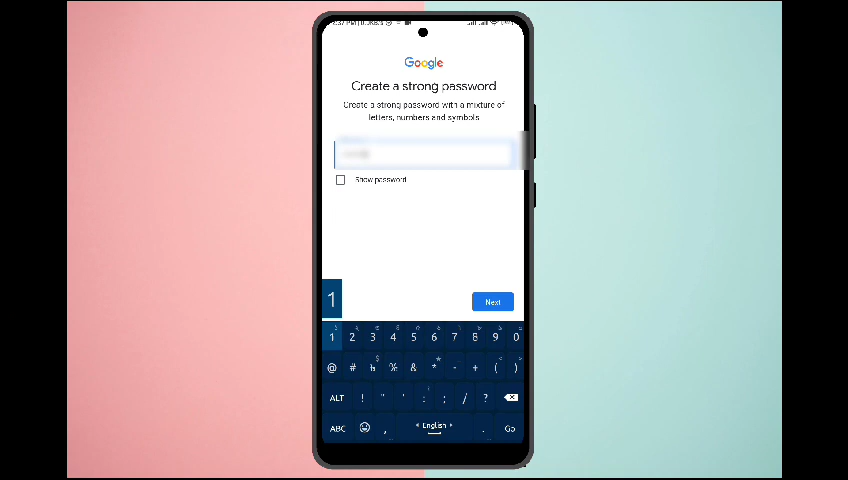 Google
Create a strong password
Create a strong password with a mixture of
letters, numbers and symbols
Show password
1
Next
1 2 3 4 5 6 7 8 9 0
@ # ৳ % & * - + ( )
ALT ! " ' : ; / ?
ABC , English . Go